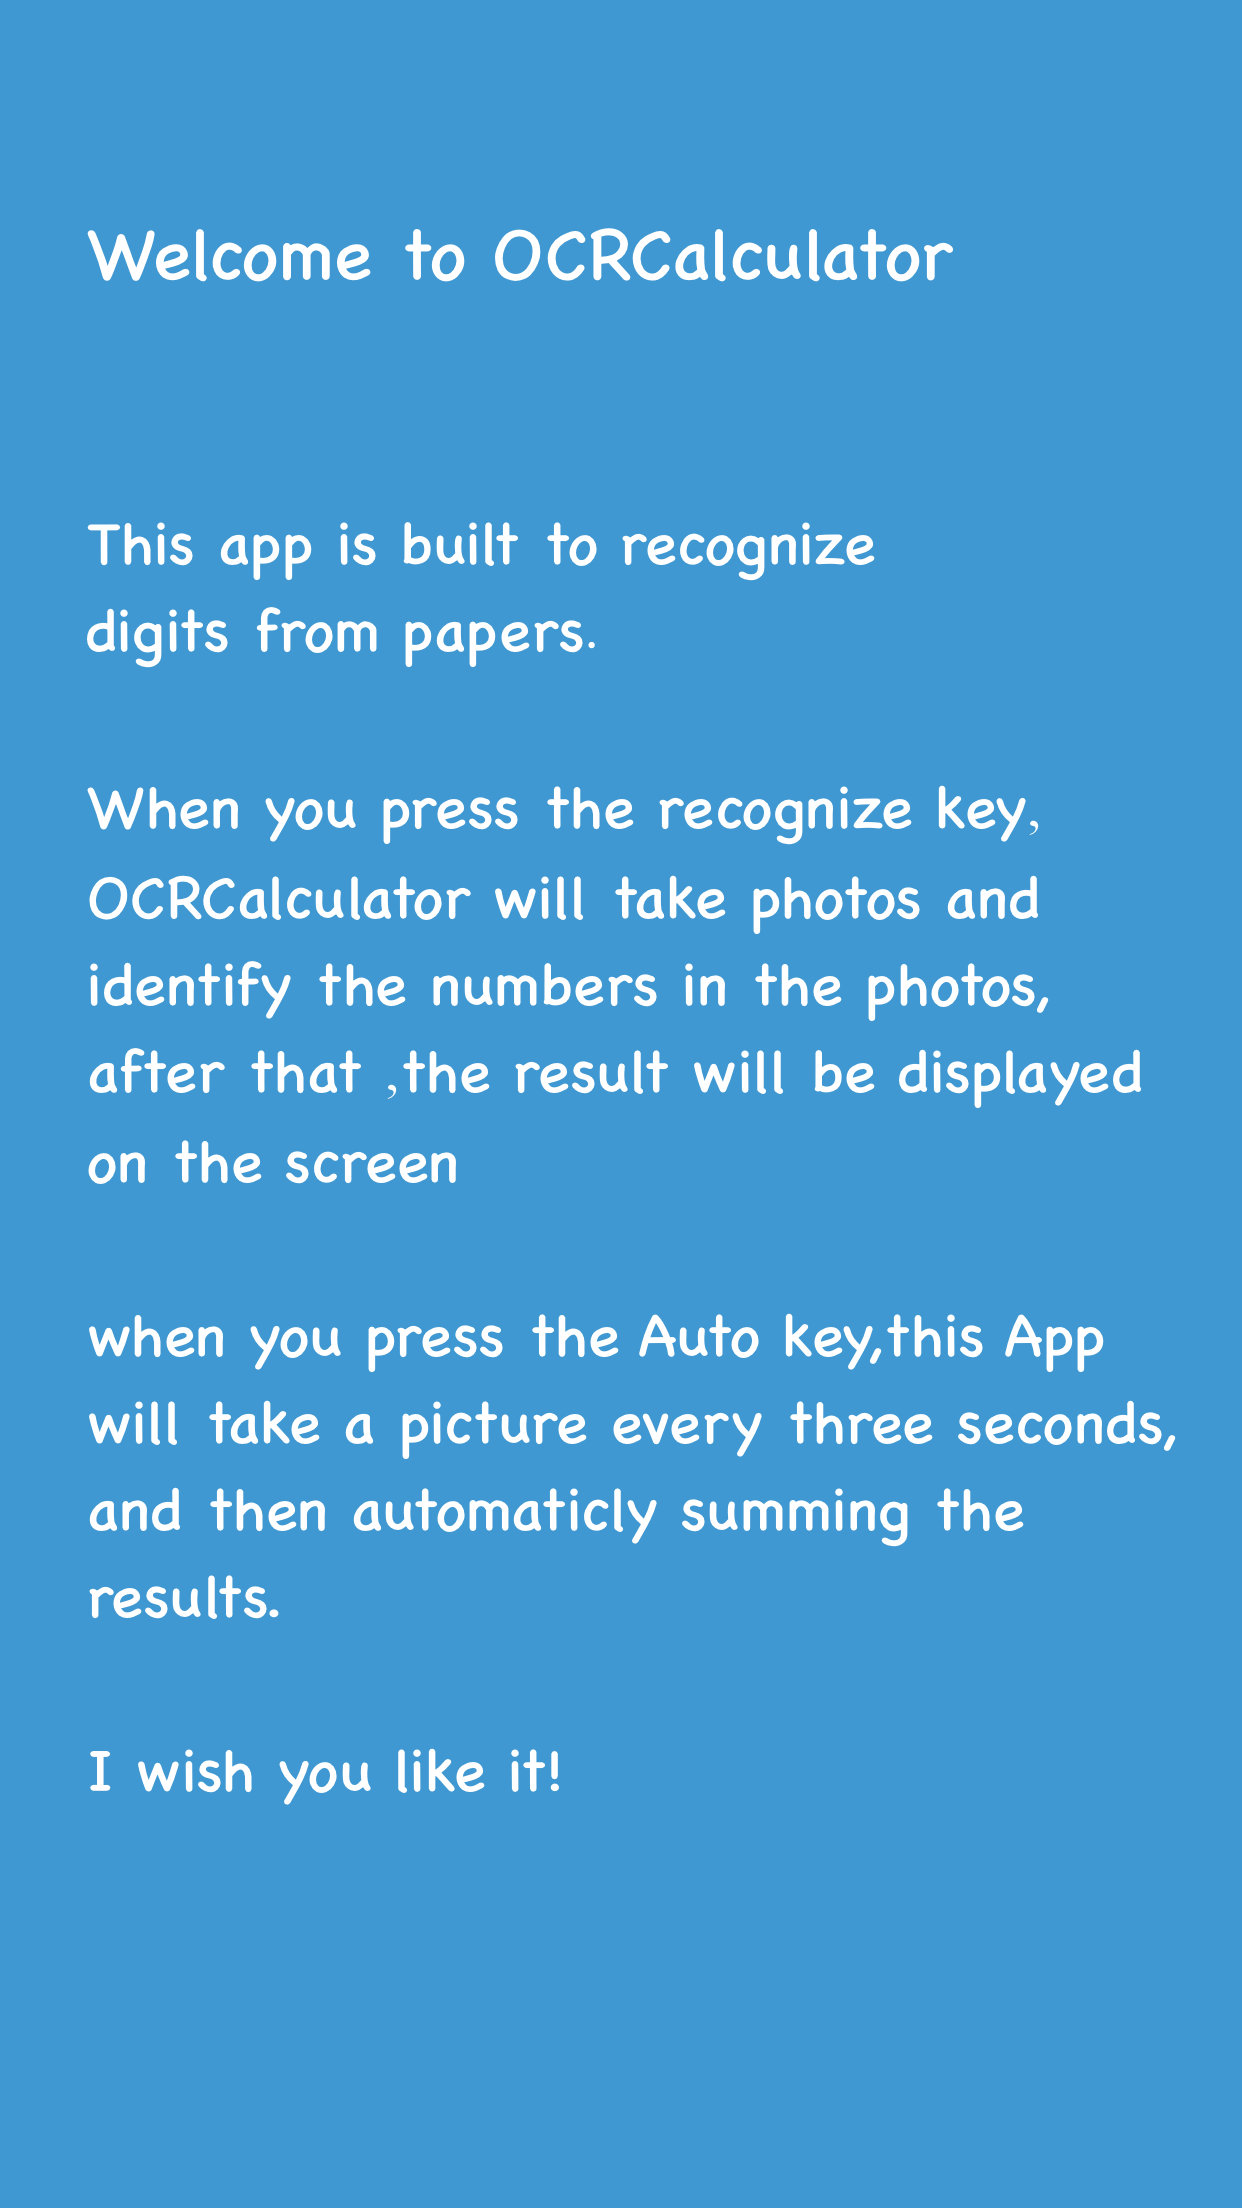 Welcome to OCRCalculator
This app is built to recognize
digits from papers.
When you press the recognize key,
OCRCalculator will take photos and
identify the numbers in the photos,
after that ,the result will be displayed
on the screen
when you press the Auto key,this App
will take a picture every three seconds,
and then automaticly summing the
results.
I wish you like it!